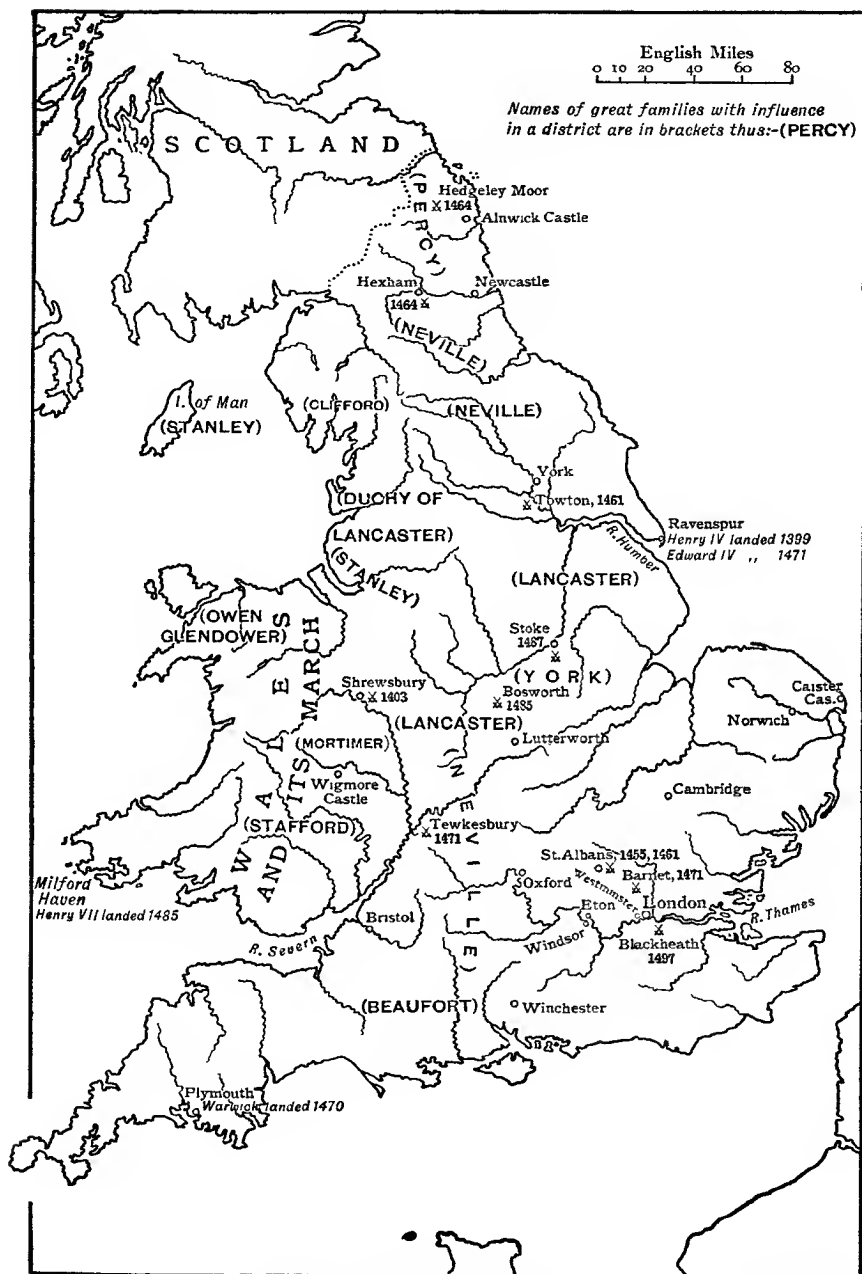 English Miles
0 10 20 40 60 80
Names of great families with influence
in a district are in brackets thus:-(PERCY)
SCOTLAND
(PERCY)
Hedgeley Moor
1464
Alnwick Castle
Hexham
1464
Newcastle
(NEVILLE)
I. of Man
(STANLEY)
(CLIFFORD)
(NEVILLE)
York
Towton, 1461
(DUCHY OF
LANCASTER)
(STANLEY)
R. Humber
Ravenspur
Henry IV landed 1399
Edward IV „ 1471
(LANCASTER)
(OWEN
GLENDOWER)
WALES
AND ITS MARCH
Stoke
1487
(YORK)
Shrewsbury
1403
Bosworth
1485
(LANCASTER)
Lutterworth
Caister
Cas.
Norwich
(MORTIMER)
Wigmore
Castle
(NEVILLE)
Cambridge
(STAFFORD)
Tewkesbury
1471
St. Albans, 1455, 1461
Barnet, 1471
Oxford
Westminster
London
Eton
R. Thames
Windsor
Blackheath
1497
Milford
Haven
Henry VII landed 1485
Bristol
R. Severn
(BEAUFORT)
Winchester
Plymouth
Warwick landed 1470